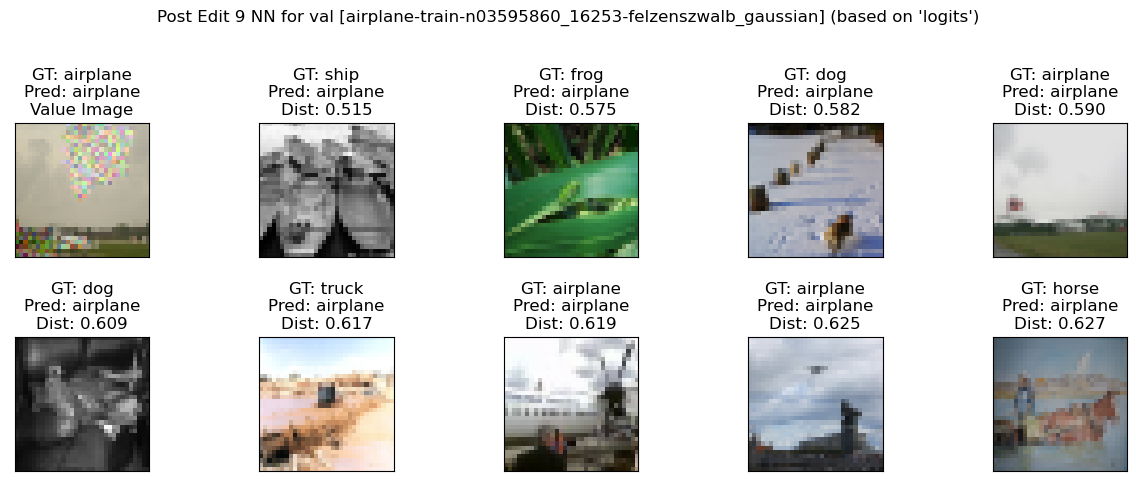 Post Edit 9 NN for val [airplane-train-n03595860_16253-felzenszwalb_gaussian] (based on 'logits')
GT: airplane
Pred: airplane
Value Image
GT: ship
Pred: airplane
Dist: 0.515
GT: frog
Pred: airplane
Dist: 0.575
GT: dog
Pred: airplane
Dist: 0.582
GT: airplane
Pred: airplane
Dist: 0.590
GT: dog
Pred: airplane
Dist: 0.609
GT: truck
Pred: airplane
Dist: 0.617
GT: airplane
Pred: airplane
Dist: 0.619
GT: airplane
Pred: airplane
Dist: 0.625
GT: horse
Pred: airplane
Dist: 0.627